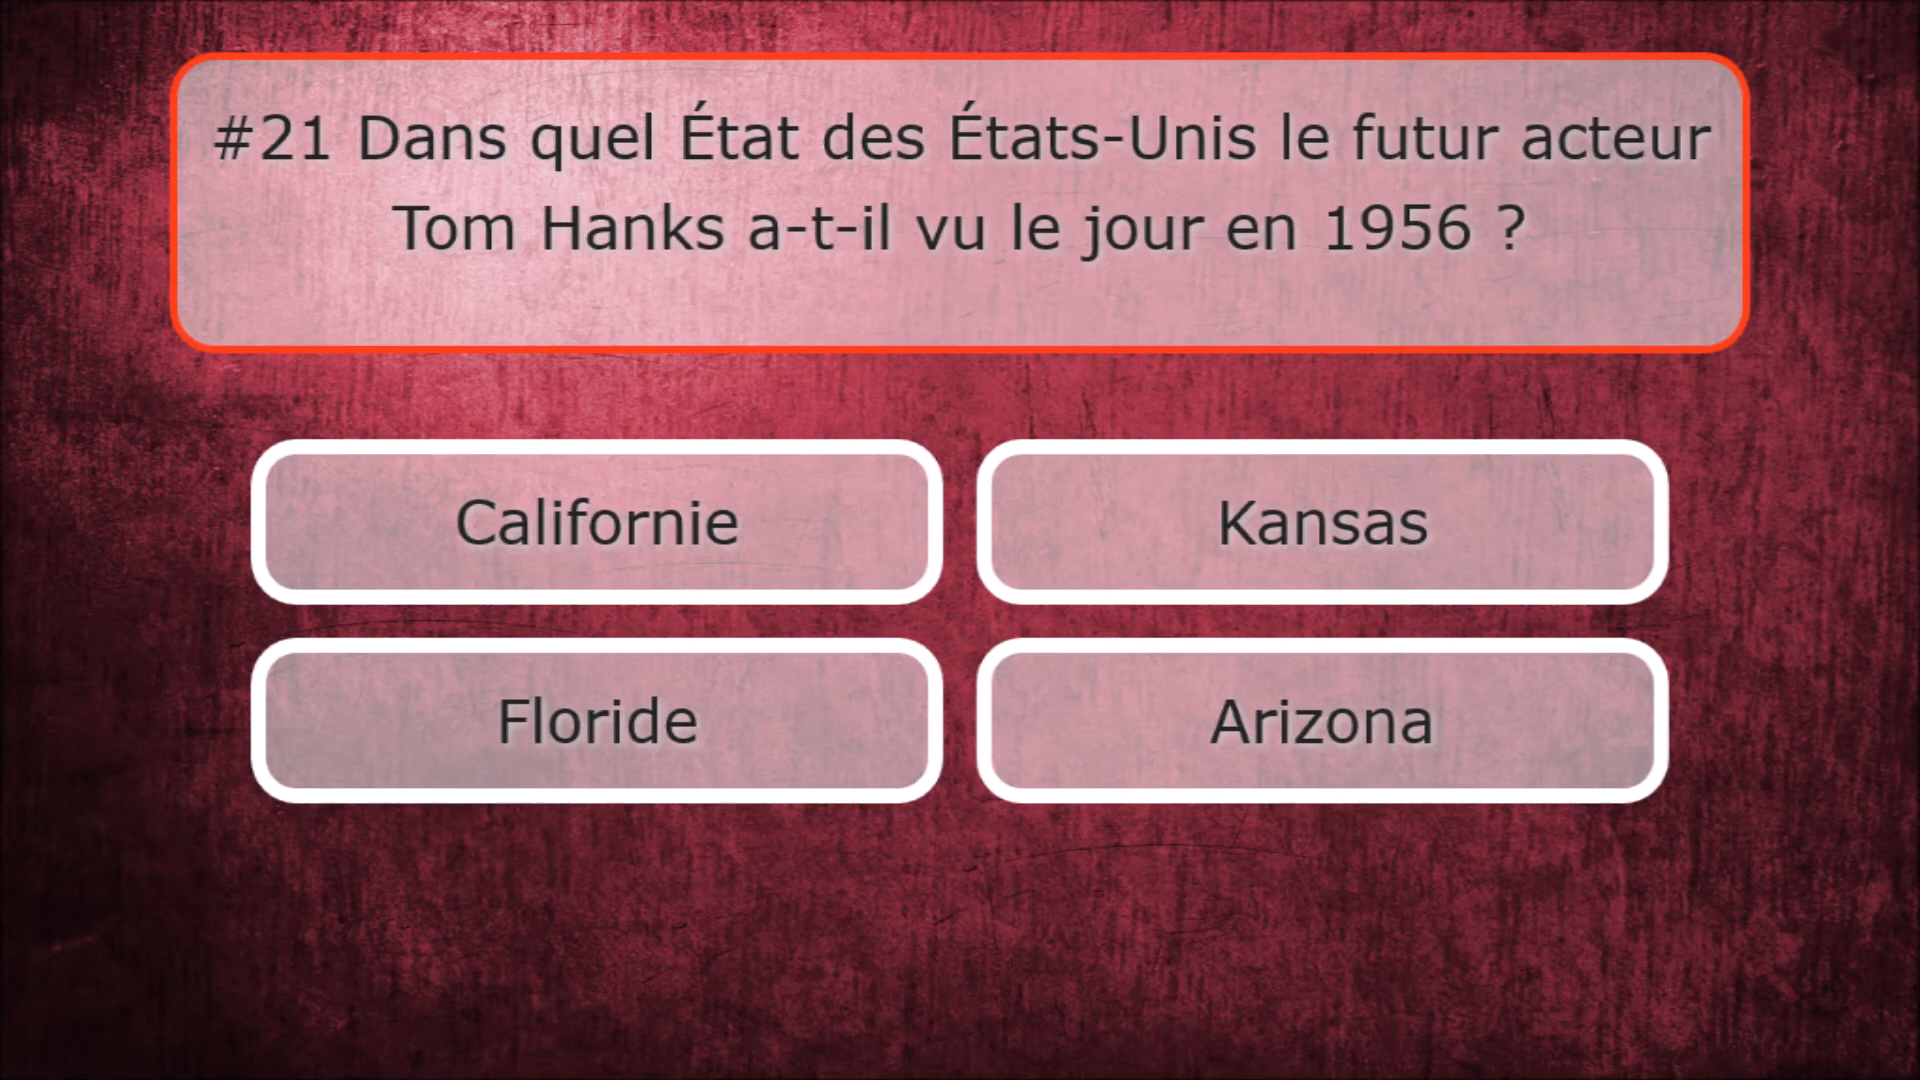 #21 Dans quel État des États-Unis le futur acteur
Tom Hanks a-t-il vu le jour en 1956 ?
Californie
Kansas
Floride
Arizona